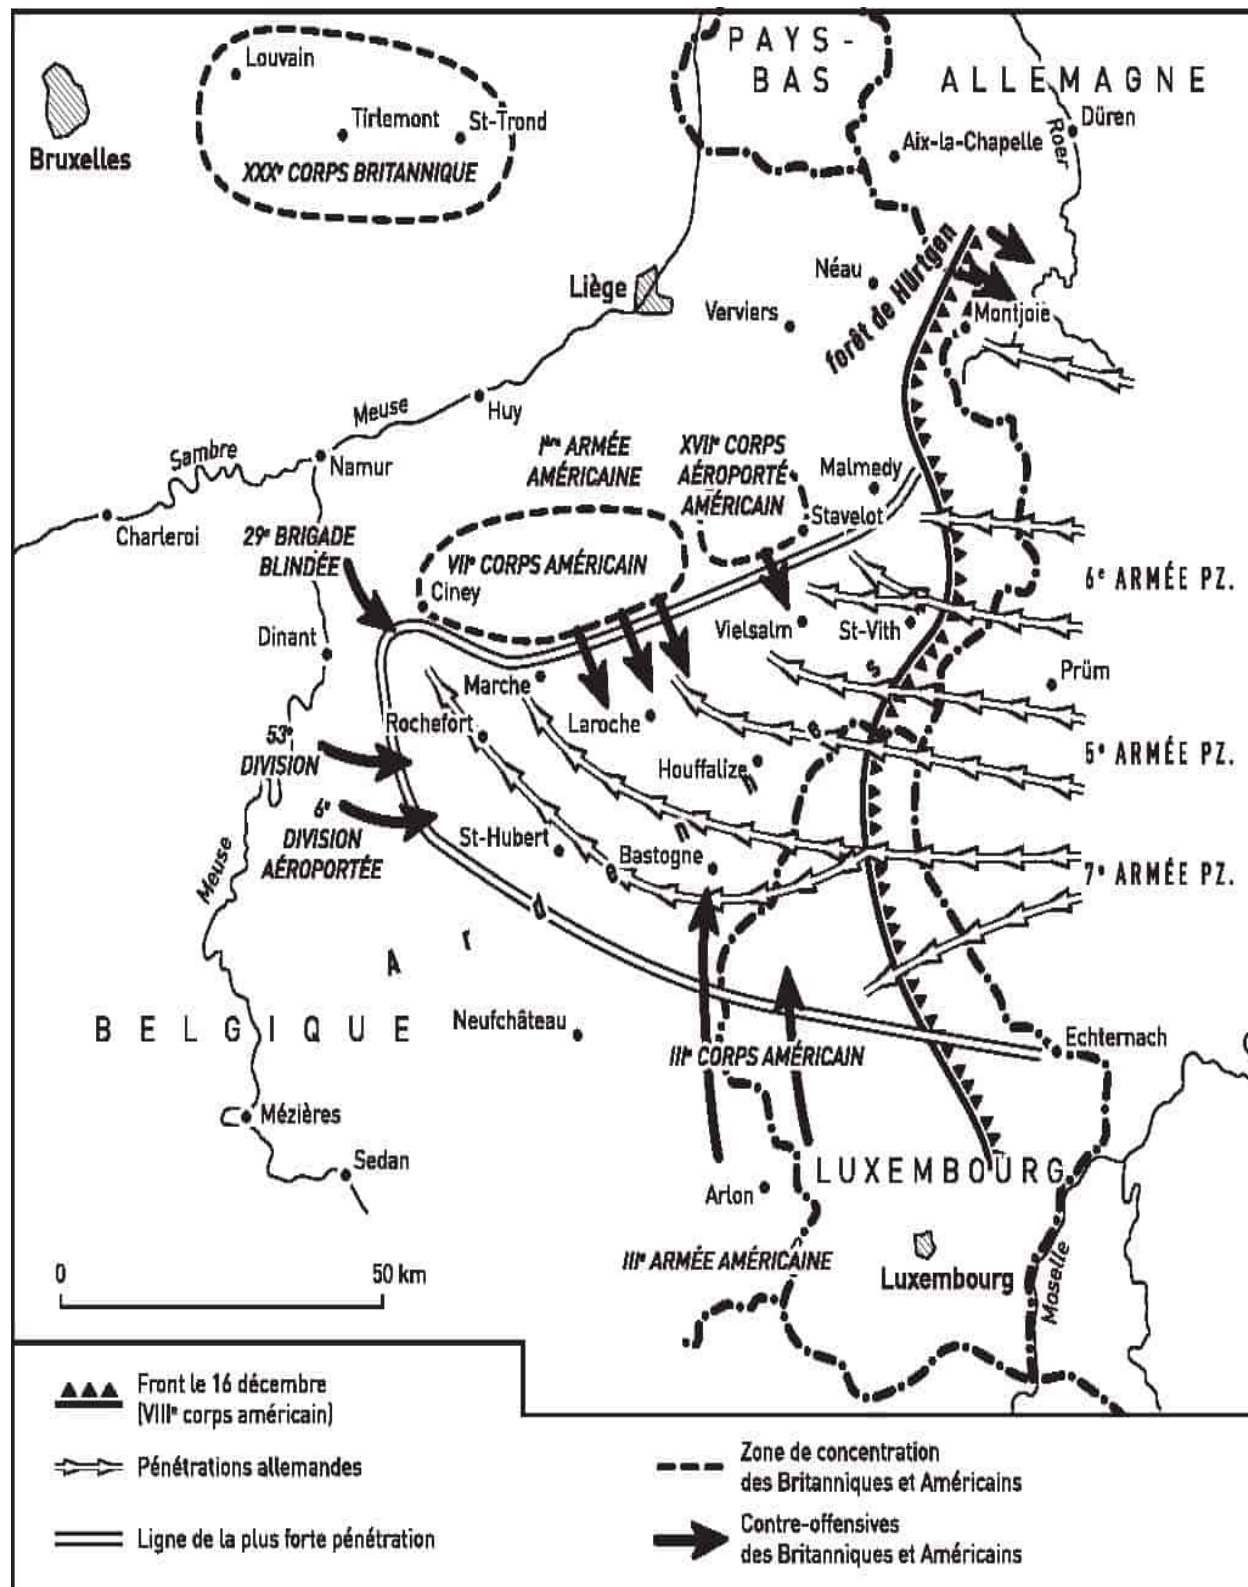 PAYS-
BAS
ALLEMAGNE
Louvain
Tirlemont
St-Trond
XXXᵉ CORPS BRITANNIQUE
Bruxelles
Düren
Aix-la-Chapelle
Roer
Néau
Liège
Verviers
forêt de Hürtgen
Montjoie
Huy
Meuse
Sambre
Namur
Charleroi
Iʳᵉ ARMÉE
AMÉRICAINE
XVIIᵉ CORPS
AÉROPORTÉ
AMÉRICAIN
Malmedy
Stavelot
29ᵉ BRIGADE
BLINDÉE
VIIᵉ CORPS AMÉRICAIN
Ciney
6ᵉ ARMÉE PZ.
Dinant
Vielsalm
St-Vith
Prüm
Marche
s
Rochefort
Laroche
53ᵉ
DIVISION
Houffalize
e
5ᵉ ARMÉE PZ.
n
6ᵉ
DIVISION
AÉROPORTÉE
St-Hubert
Bastogne
n
e
7ᵉ ARMÉE PZ.
Meuse
d
r
A
BELGIQUE
Neufchâteau
Echternach
IIIᵉ CORPS AMÉRICAIN
Mézières
Sedan
Arlon
LUXEMBOURG
IIIᵉ ARMÉE AMÉRICAINE
Luxembourg
Moselle
0
50 km
Front le 16 décembre
(VIIIᵉ corps américain)
Pénétrations allemandes
Ligne de la plus forte pénétration
Zone de concentration
des Britanniques et Américains
Contre-offensives
des Britanniques et Américains